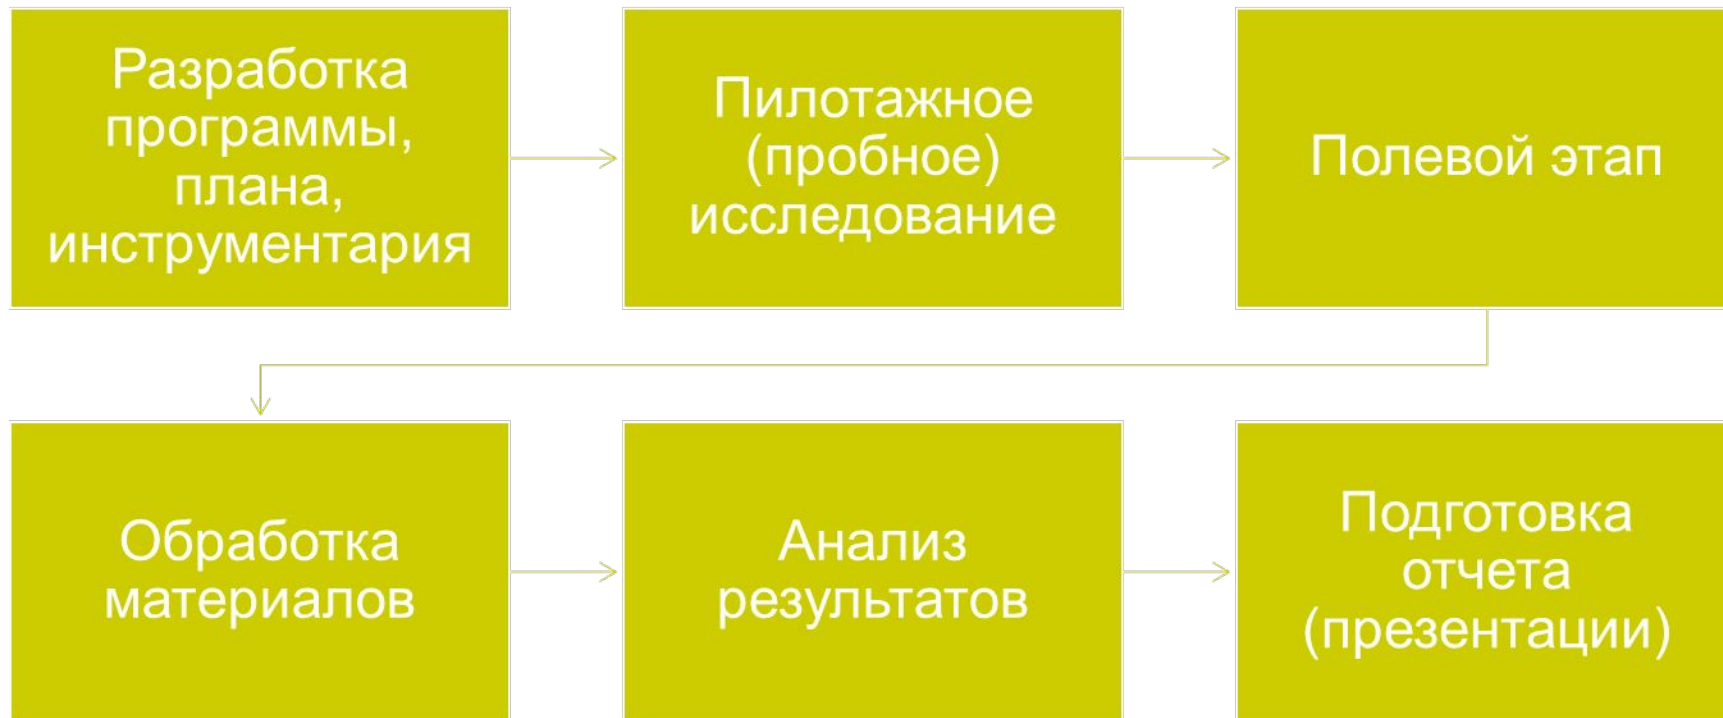 Разработка
программы,
плана,
инструментария
Пилотажное
(пробное)
исследование
Полевой этап
Обработка
материалов
Анализ
результатов
Подготовка
отчета
(презентации)